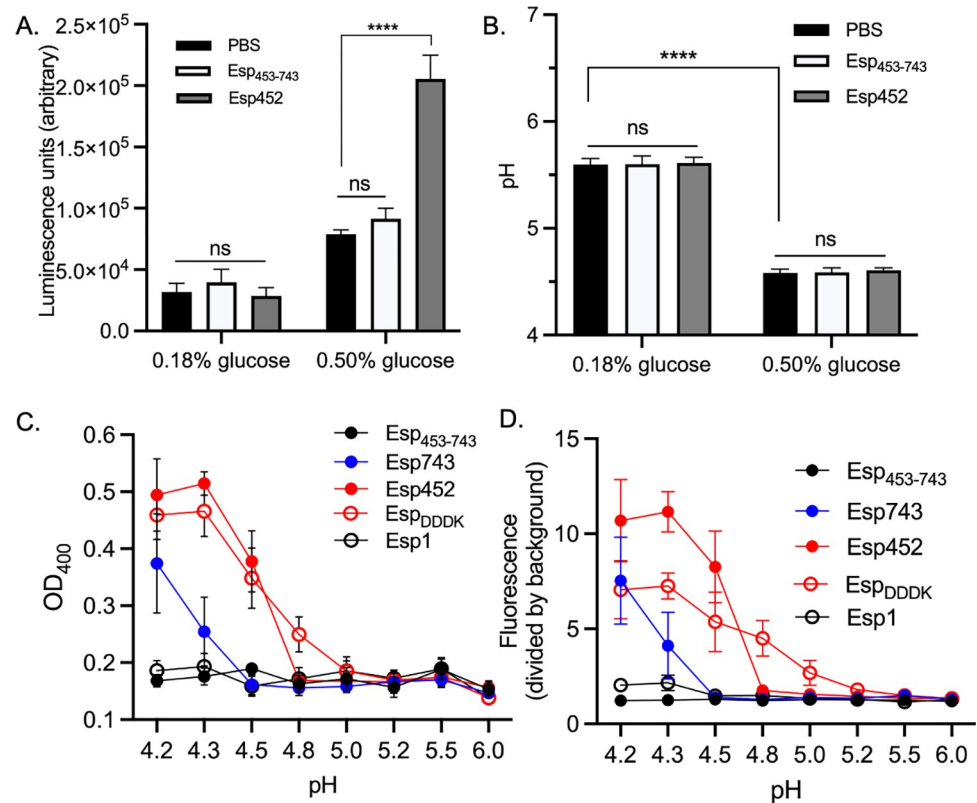 A.
Luminescence units (arbitrary)
2.5×10⁵
2.0×10⁵
1.5×10⁵
1.0×10⁵
5.0×10⁴
0.0
PBS
Esp₄₅₃₋₇₄₃
Esp452
****
ns
ns
0.18% glucose
0.50% glucose
B.
pH
7
6
5
4
PBS
Esp₄₅₃₋₇₄₃
Esp452
****
ns
ns
0.18% glucose
0.50% glucose
C.
OD₄₀₀
0.6
0.5
0.4
0.3
0.2
0.1
Esp₄₅₃₋₇₄₃
Esp743
Esp452
Esp_DDDK
Esp1
4.2 4.3 4.5 4.8 5.0 5.2 5.5 6.0
pH
D.
Fluorescence
(divided by background)
15
10
5
0
Esp₄₅₃₋₇₄₃
Esp743
Esp452
Esp_DDDK
Esp1
4.2 4.3 4.5 4.8 5.0 5.2 5.5 6.0
pH